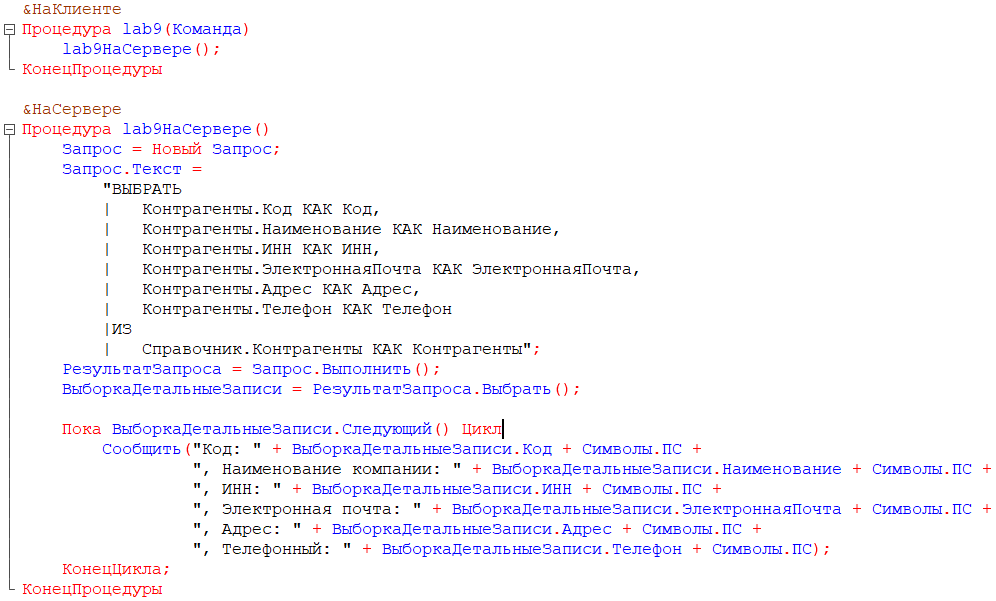 &НаКлиенте
Процедура lab9(Команда)
    lab9НаСервере();
КонецПроцедуры

&НаСервере
Процедура lab9НаСервере()
    Запрос = Новый Запрос;
    Запрос.Текст =
        "ВЫБРАТЬ
        |   Контрагенты.Код КАК Код,
        |   Контрагенты.Наименование КАК Наименование,
        |   Контрагенты.ИНН КАК ИНН,
        |   Контрагенты.ЭлектроннаяПочта КАК ЭлектроннаяПочта,
        |   Контрагенты.Адрес КАК Адрес,
        |   Контрагенты.Телефон КАК Телефон
        |ИЗ
        |   Справочник.Контрагенты КАК Контрагенты";
    РезультатЗапроса = Запрос.Выполнить();
    ВыборкаДетальныеЗаписи = РезультатЗапроса.Выбрать();

    Пока ВыборкаДетальныеЗаписи.Следующий() Цикл
        Сообщить("Код: " + ВыборкаДетальныеЗаписи.Код + Символы.ПС +
                 ", Наименование компании: " + ВыборкаДетальныеЗаписи.Наименование + Символы.ПС +
                 ", ИНН: " + ВыборкаДетальныеЗаписи.ИНН + Символы.ПС +
                 ", Электронная почта: " + ВыборкаДетальныеЗаписи.ЭлектроннаяПочта + Символы.ПС +
                 ", Адрес: " + ВыборкаДетальныеЗаписи.Адрес + Символы.ПС +
                 ", Телефонный: " + ВыборкаДетальныеЗаписи.Телефон + Символы.ПС);
    КонецЦикла;
КонецПроцедуры